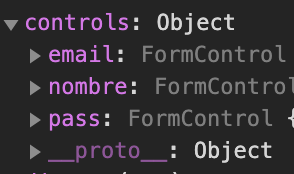 ▼controls: Object
▶email: FormControl
▶nombre: FormControl
▶pass: FormControl {
▶__proto__: Object